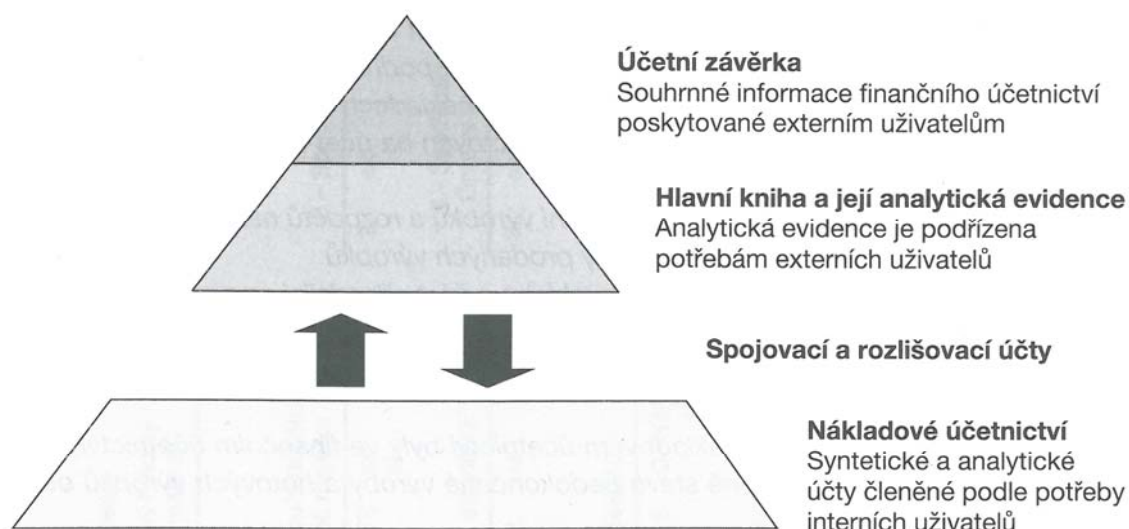 Účetní závěrka
Souhrnné informace finančního účetnictví
poskytované externím uživatelům
Hlavní kniha a její analytická evidence
Analytická evidence je podřízena
potřebám externích uživatelů
Spojovací a rozlišovací účty
Nákladové účetnictví
Syntetické a analytické
účty členěné podle potřeby
interních uživatelů